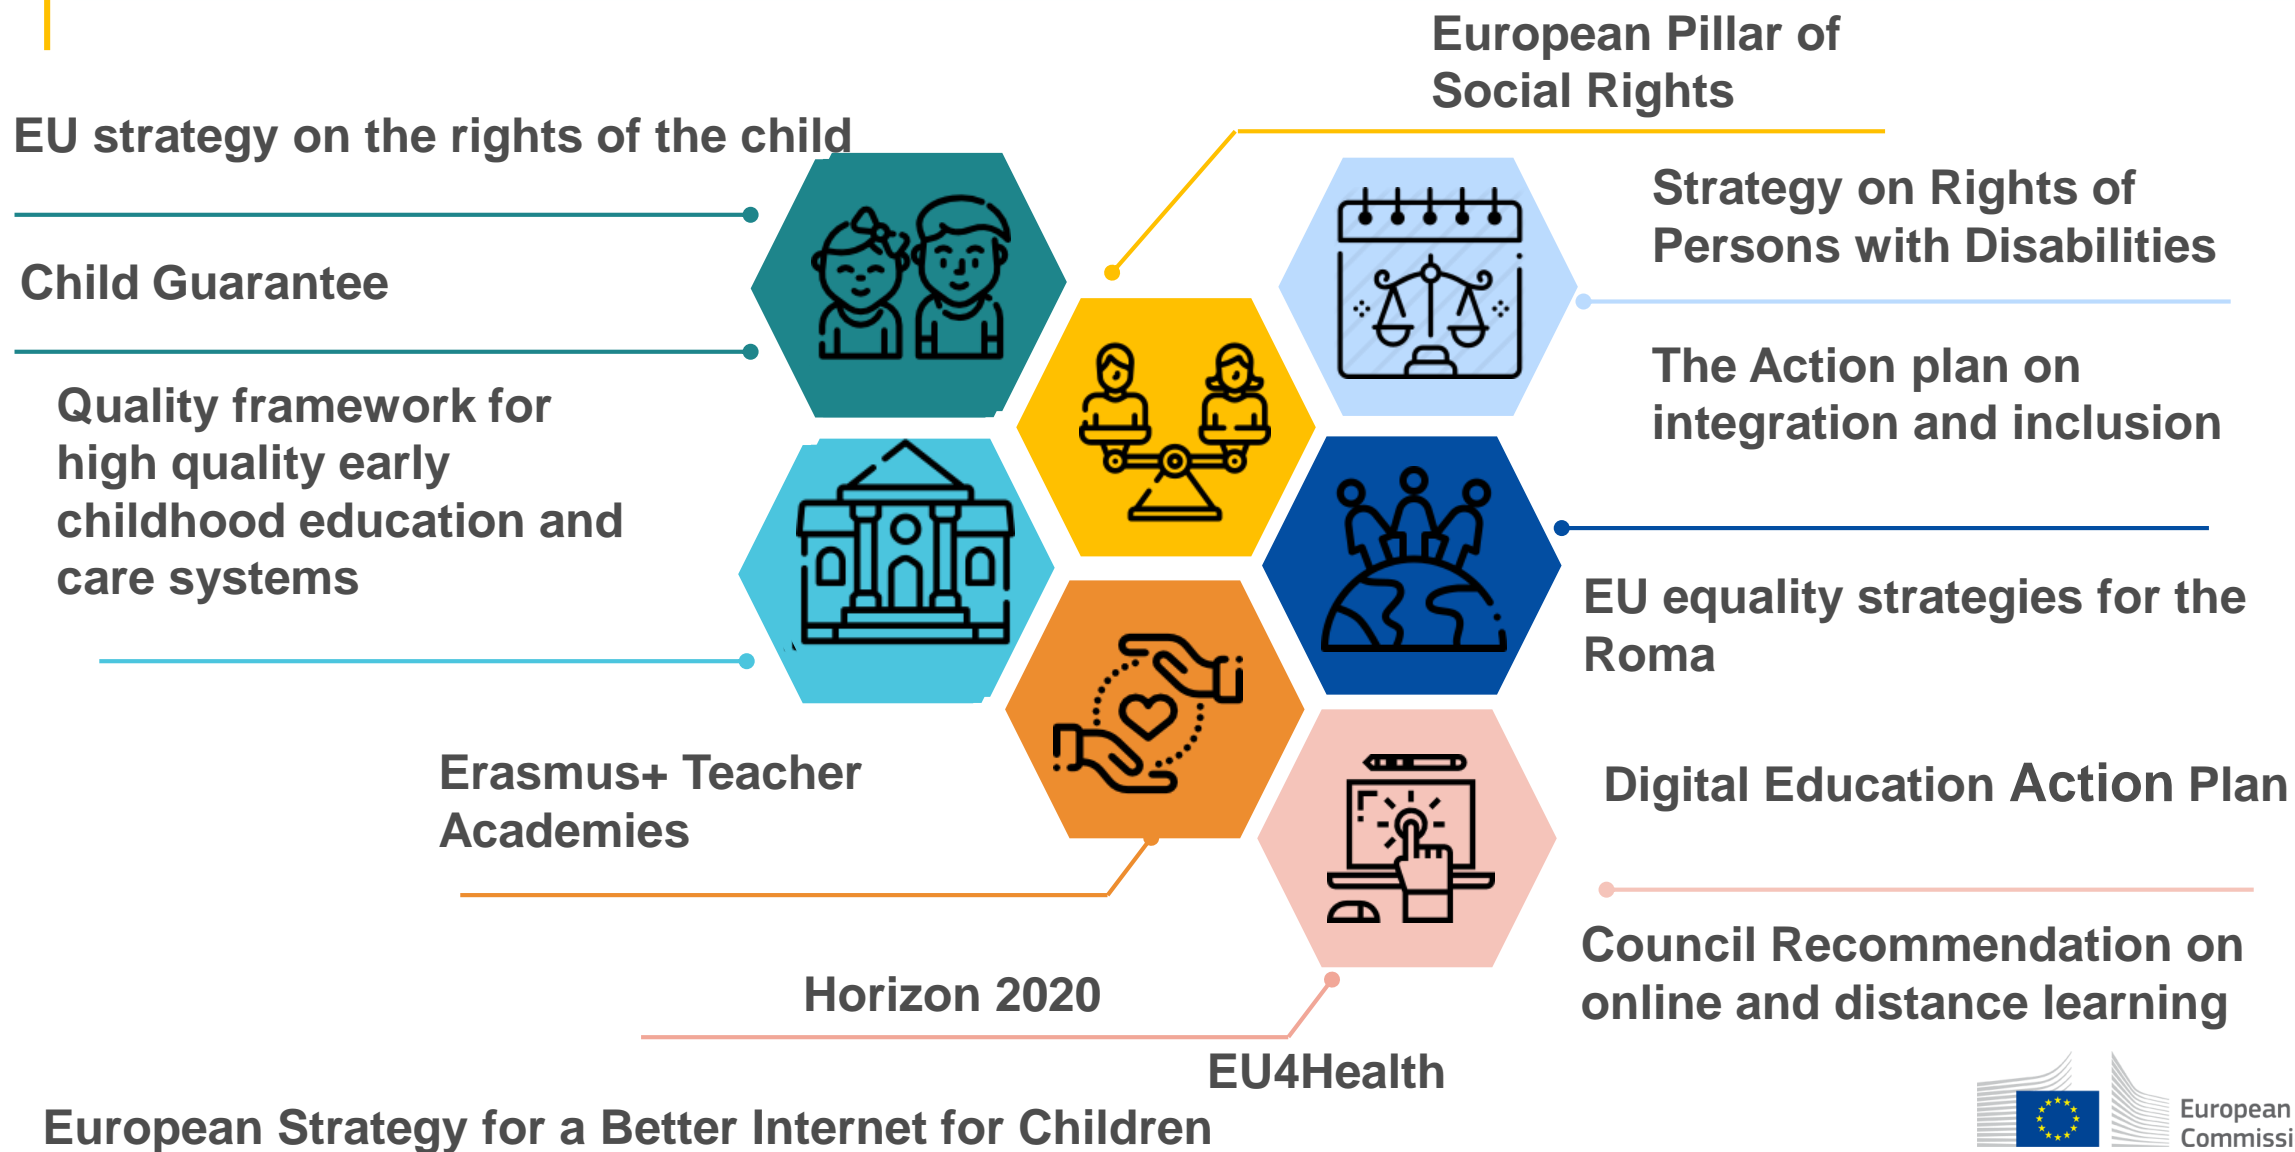 European Pillar of
Social Rights
EU strategy on the rights of the child
Strategy on Rights of
Persons with Disabilities
Child Guarantee
The Action plan on
integration and inclusion
Quality framework for
high quality early
childhood education and
care systems
EU equality strategies for the
Roma
Erasmus+ Teacher
Academies
Digital Education Action Plan
Council Recommendation on
online and distance learning
Horizon 2020
EU4Health
European Strategy for a Better Internet for Children
European
Commissi